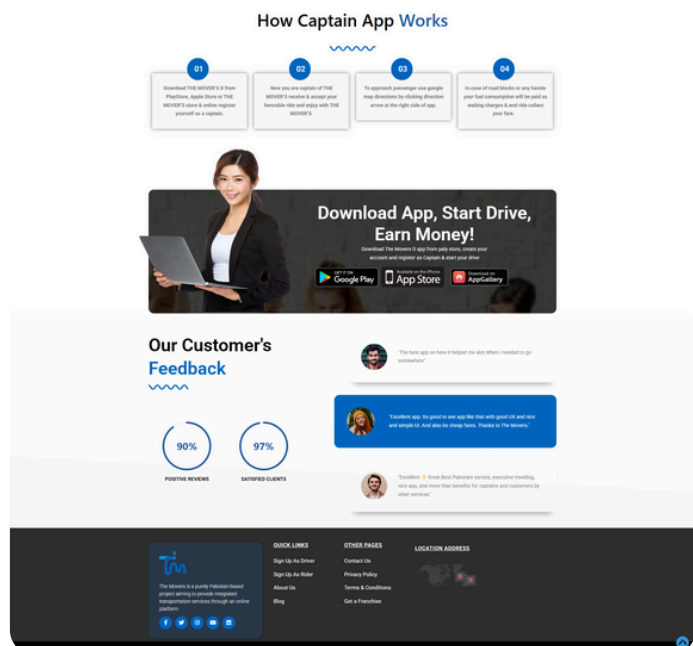 How Captain App Works
01
Download THE MOVER'S D from
PlayStore, Apple Store or THE
MOVER'S store & online register
yourself as a captain.
02
Now you are captain of THE
MOVER'S receive & accept your
favorable ride and enjoy with THE
MOVER'S.
03
To approach passenger use google
map directions by clicking direction
arrow at the right side of app.
04
In case of road blocks or any hassle
your fuel consumption will be paid as
waiting charges & end ride collect
your fare.
Download App, Start Drive,
Earn Money!
Download The Movers D app from paly store, create your
account and register as Captain & start your drive
GET IT ON
Google Play
Available on the iPhone
App Store
Download on
AppGallery
Our Customer's
Feedback
90%
POSITIVE REVIEWS
97%
SATISFIED CLIENTS
"The best app on here it helped me alot When I needed to go
somewhere"
"Excellent app. its good to see app like that with good UX and nice
and simple UI. And also its cheap fares. Thanks to The Movers."
"Excellent ⚡ Great Best Pakistani service, executive traveling,
nice app, and more than benefits for captains and customers by
other services"
TM
The Movers is a purely Pakistan-based
project aiming to provide integrated
transportation services through an online
platform.
QUICK LINKS
Sign Up As Driver
Sign Up As Rider
About Us
Blog
OTHER PAGES
Contact Us
Privacy Policy
Terms & Conditions
Get a Franchise
LOCATION ADDRESS